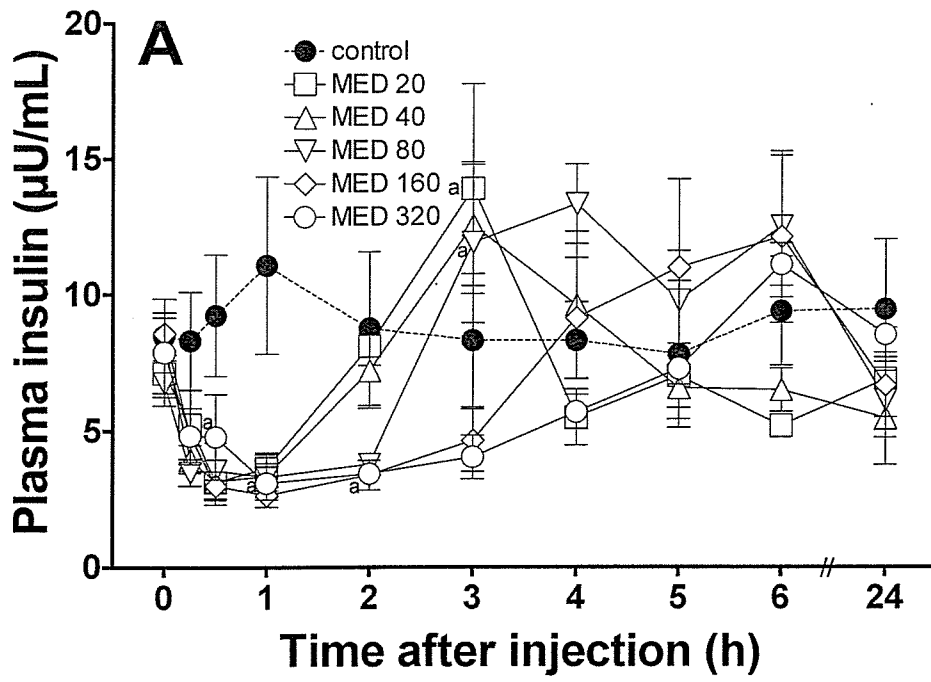 A
control
MED 20
MED 40
MED 80
MED 160
MED 320
Plasma insulin (µU/mL)
20
15
10
5
0
a
a
a
a
a
0
1
2
3
4
5
6
//
24
Time after injection (h)